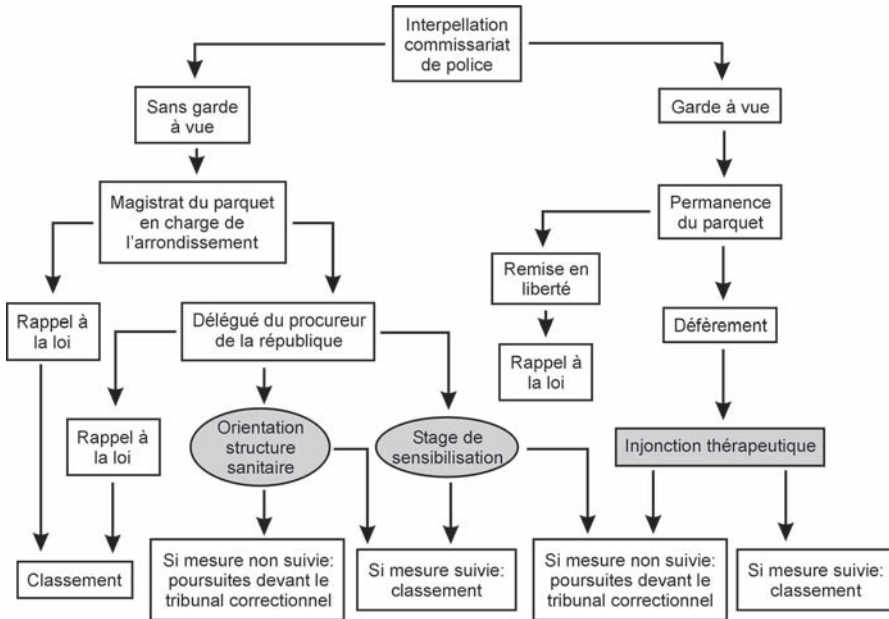 Interpellation
commissariat
de police
Sans garde
à vue
Garde à vue
Magistrat du parquet
en charge de
l'arrondissement
Permanence
du parquet
Remise en
liberté
Rappel à
la loi
Délégué du procureur
de la république
Défèrement
Rappel à
la loi
Rappel à
la loi
Orientation
structure
sanitaire
Stage de
sensibilisation
Injonction thérapeutique
Classement
Si mesure non suivie:
poursuites devant le
tribunal correctionnel
Si mesure suivie:
classement
Si mesure non suivie:
poursuites devant le
tribunal correctionnel
Si mesure suivie:
classement